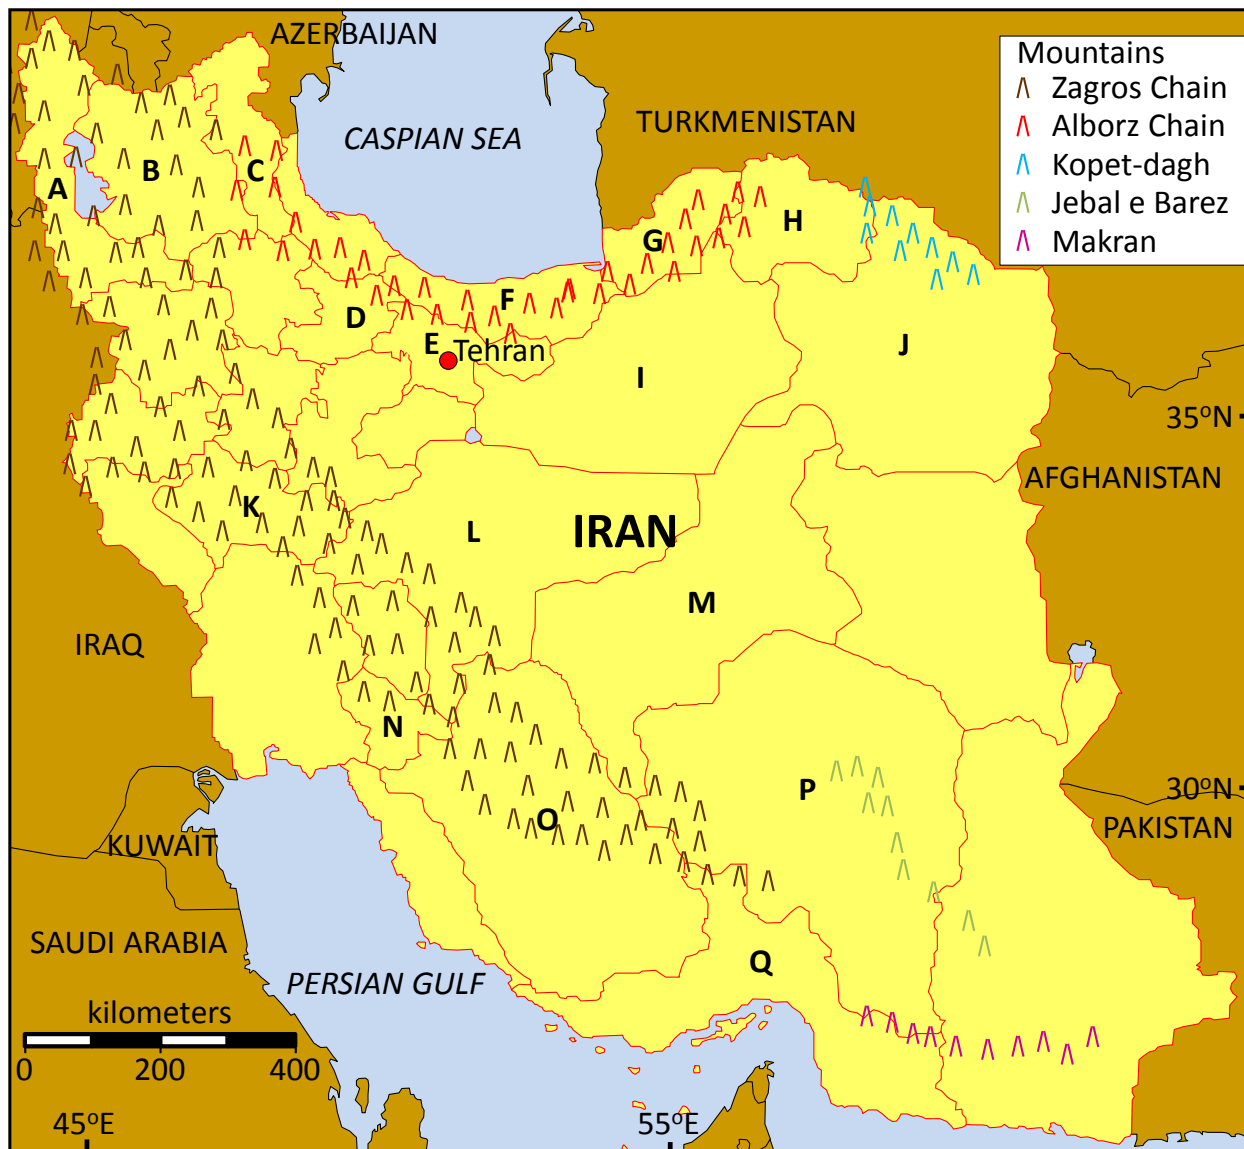 AZERBAIJAN
CASPIAN SEA
TURKMENISTAN
Mountains
Zagros Chain
Alborz Chain
Kopet-dagh
Jebal e Barez
Makran
A
B
C
G
H
D
F
E
Tehran
I
J
35°N
AFGHANISTAN
K
L
IRAN
M
IRAQ
N
O
P
30°N
PAKISTAN
KUWAIT
SAUDI ARABIA
PERSIAN GULF
Q
kilometers
0 200 400
45°E
55°E